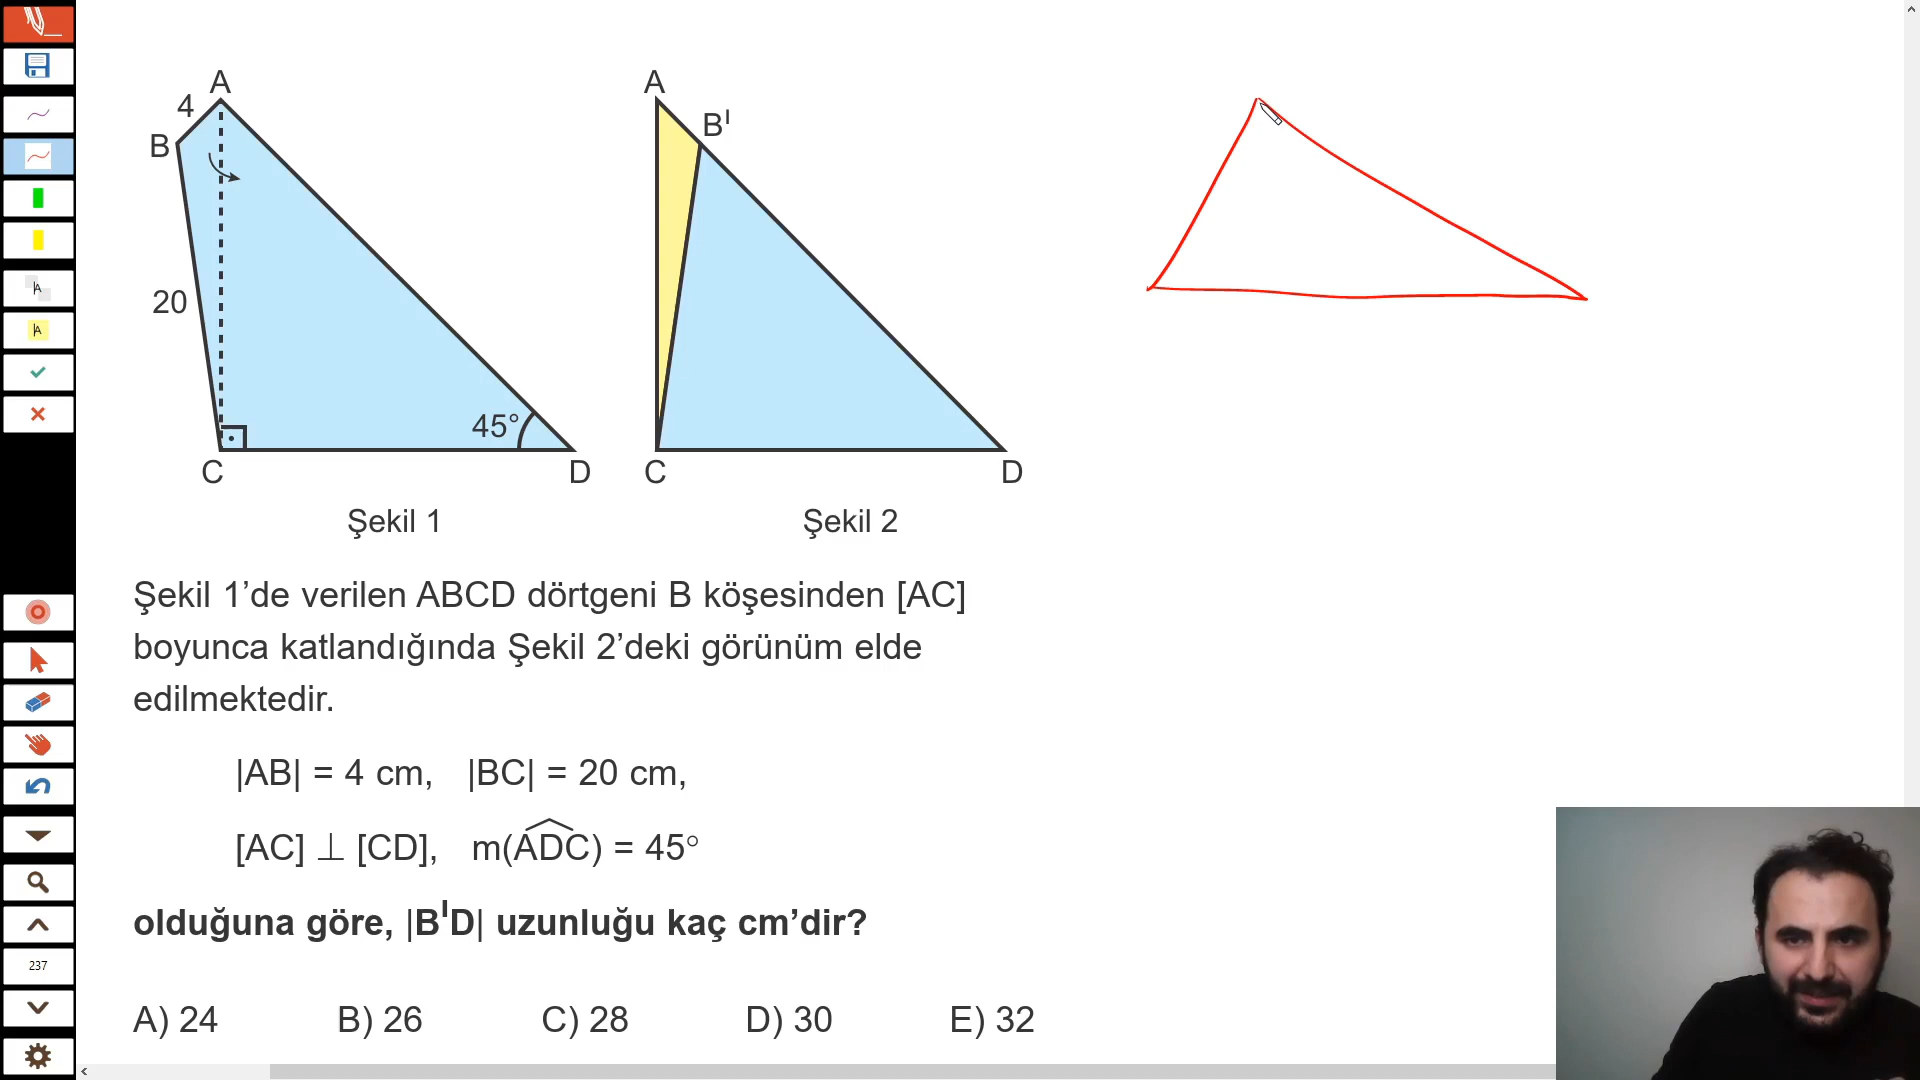 A
4
B
20
45°
C
D
Şekil 1
A
Bᴵ
C
D
Şekil 2
Şekil 1’de verilen ABCD dörtgeni B köşesinden [AC]
boyunca katlandığında Şekil 2’deki görünüm elde
edilmektedir.
|AB| = 4 cm, |BC| = 20 cm,
[AC] ⊥ [CD], m(ADC) = 45°
olduğuna göre, |BᴵD| uzunluğu kaç cm’dir?
A) 24 B) 26 C) 28 D) 30 E) 32
A
A
237